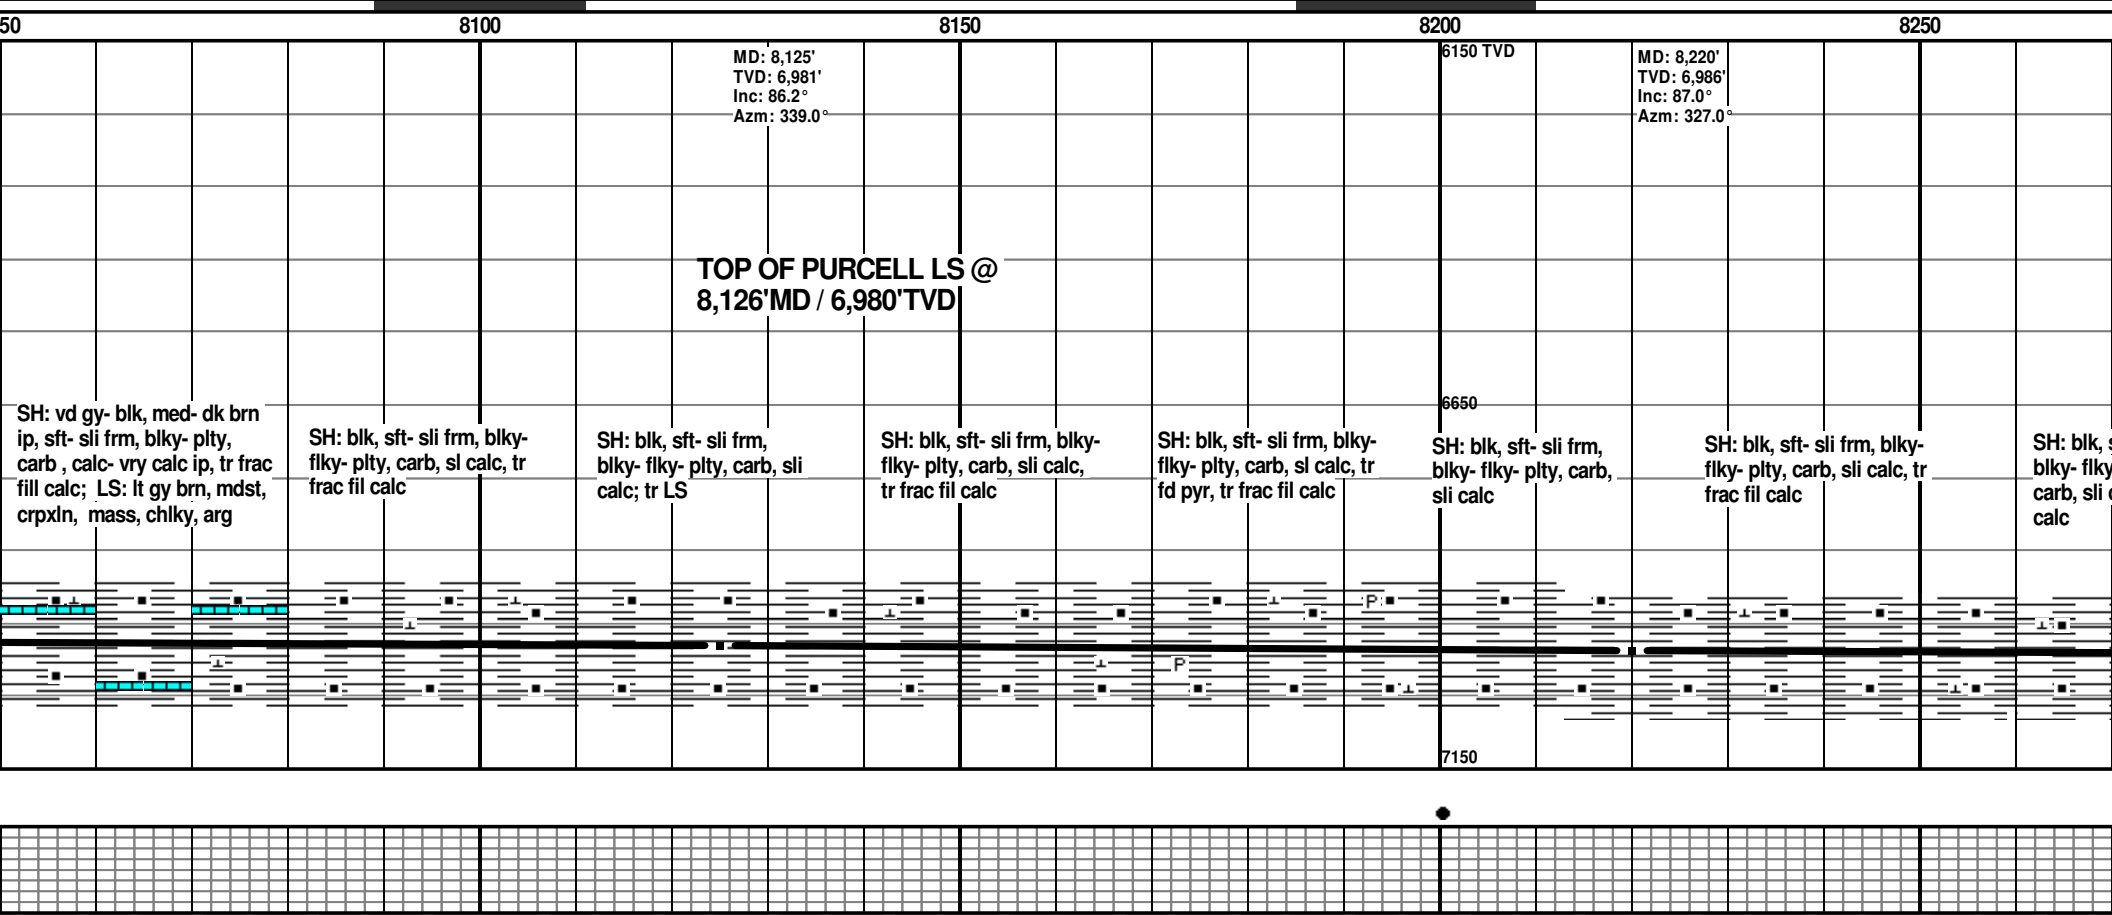 50
8100
8150
8200
8250
MD: 8,125'
TVD: 6,981'
Inc: 86.2°
Azm: 339.0°
6150 TVD
MD: 8,220'
TVD: 6,986'
Inc: 87.0°
Azm: 327.0°
TOP OF PURCELL LS @
8,126'MD / 6,980'TVD
6650
SH: vd gy- blk, med- dk brn
ip, sft- sli frm, blky- plty,
carb , calc- vry calc ip, tr frac
fill calc; LS: lt gy brn, mdst,
crpxln, mass, chlky, arg
SH: blk, sft- sli frm, blky-
flky- plty, carb, sl calc, tr
frac fil calc
SH: blk, sft- sli frm,
blky- flky- plty, carb, sli
calc; tr LS
SH: blk, sft- sli frm, blky-
flky- plty, carb, sli calc,
tr frac fil calc
SH: blk, sft- sli frm, blky-
flky- plty, carb, sl calc, tr
fd pyr, tr frac fil calc
SH: blk, sft- sli frm,
blky- flky- plty, carb,
sli calc
SH: blk, sft- sli frm, blky-
flky- plty, carb, sli calc, tr
frac fil calc
SH: blk,
blky- flky
carb, sli
calc
P
P
7150